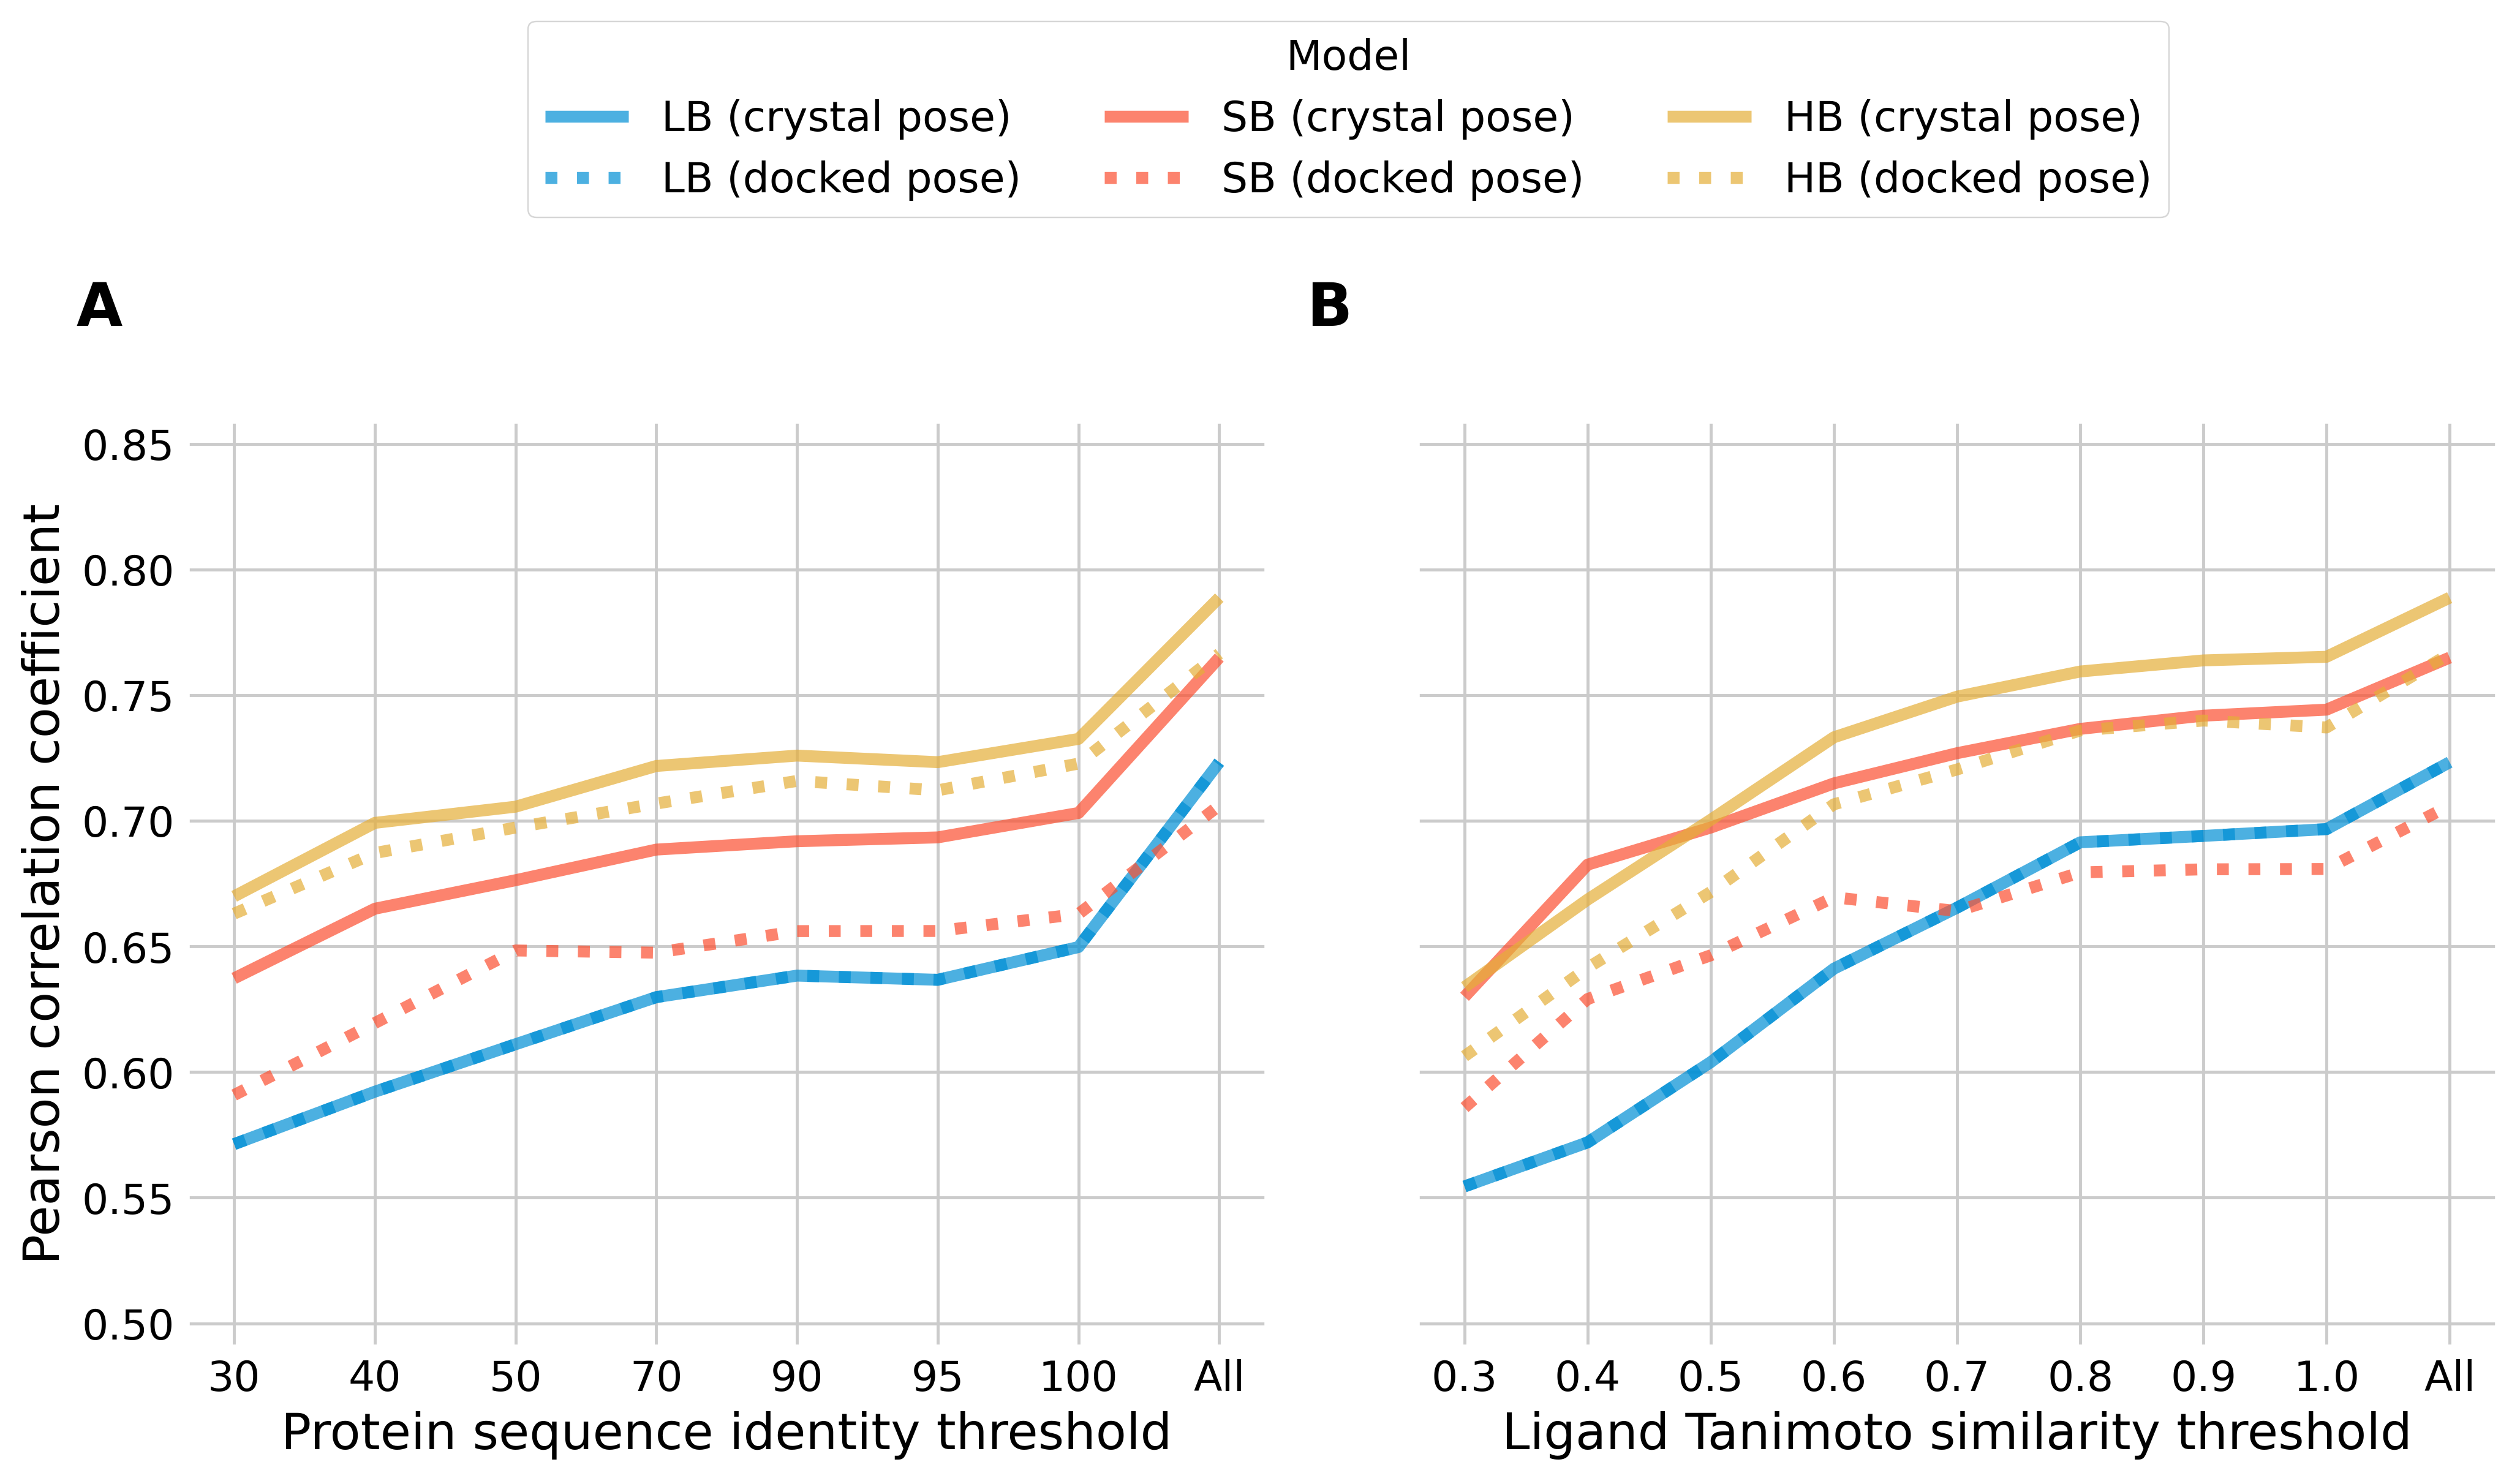 Model
LB (crystal pose) SB (crystal pose) HB (crystal pose)
LB (docked pose) SB (docked pose) HB (docked pose)
A B
Pearson correlation coefficient
0.85
0.80
0.75
0.70
0.65
0.60
0.55
0.50
30 40 50 70 90 95 100 All
Protein sequence identity threshold
0.3 0.4 0.5 0.6 0.7 0.8 0.9 1.0 All
Ligand Tanimoto similarity threshold